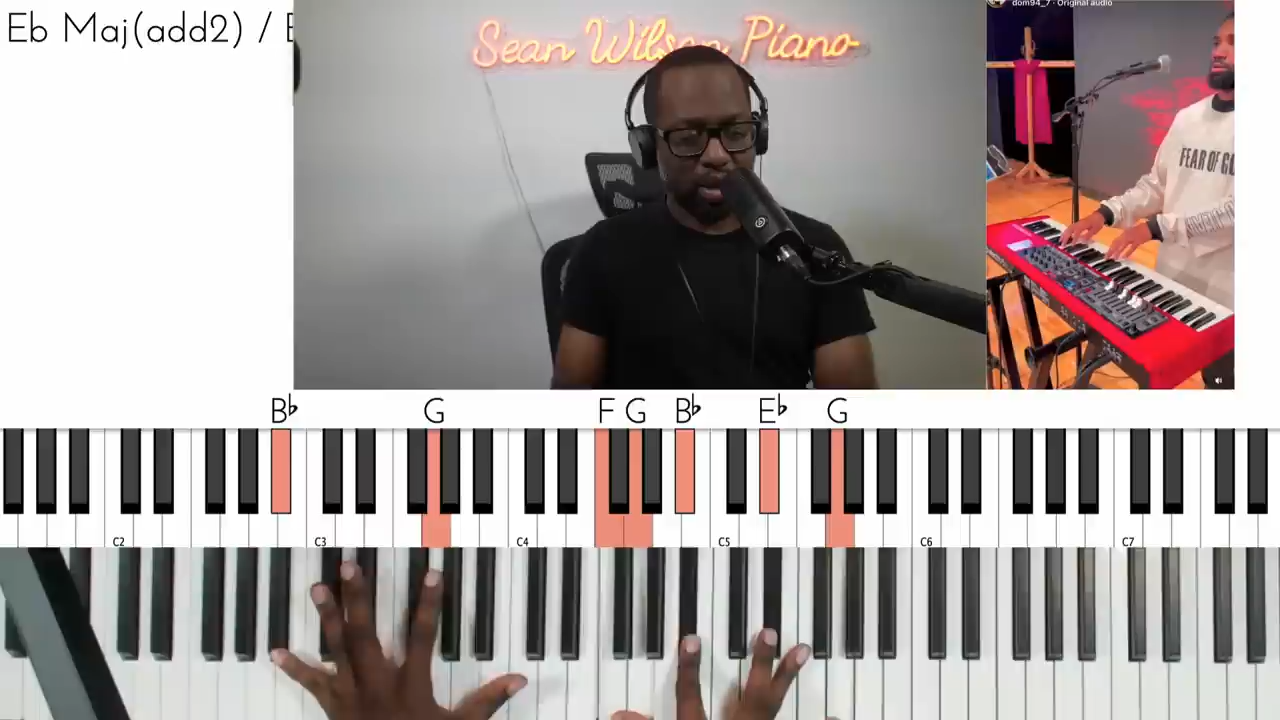 Eb Maj(add2) /
Sean Wilson Piano
dom94_7 · Original audio
FEAR OF
B♭ G F G B♭ E♭ G
C2 C3 C4 C5 C6 C7